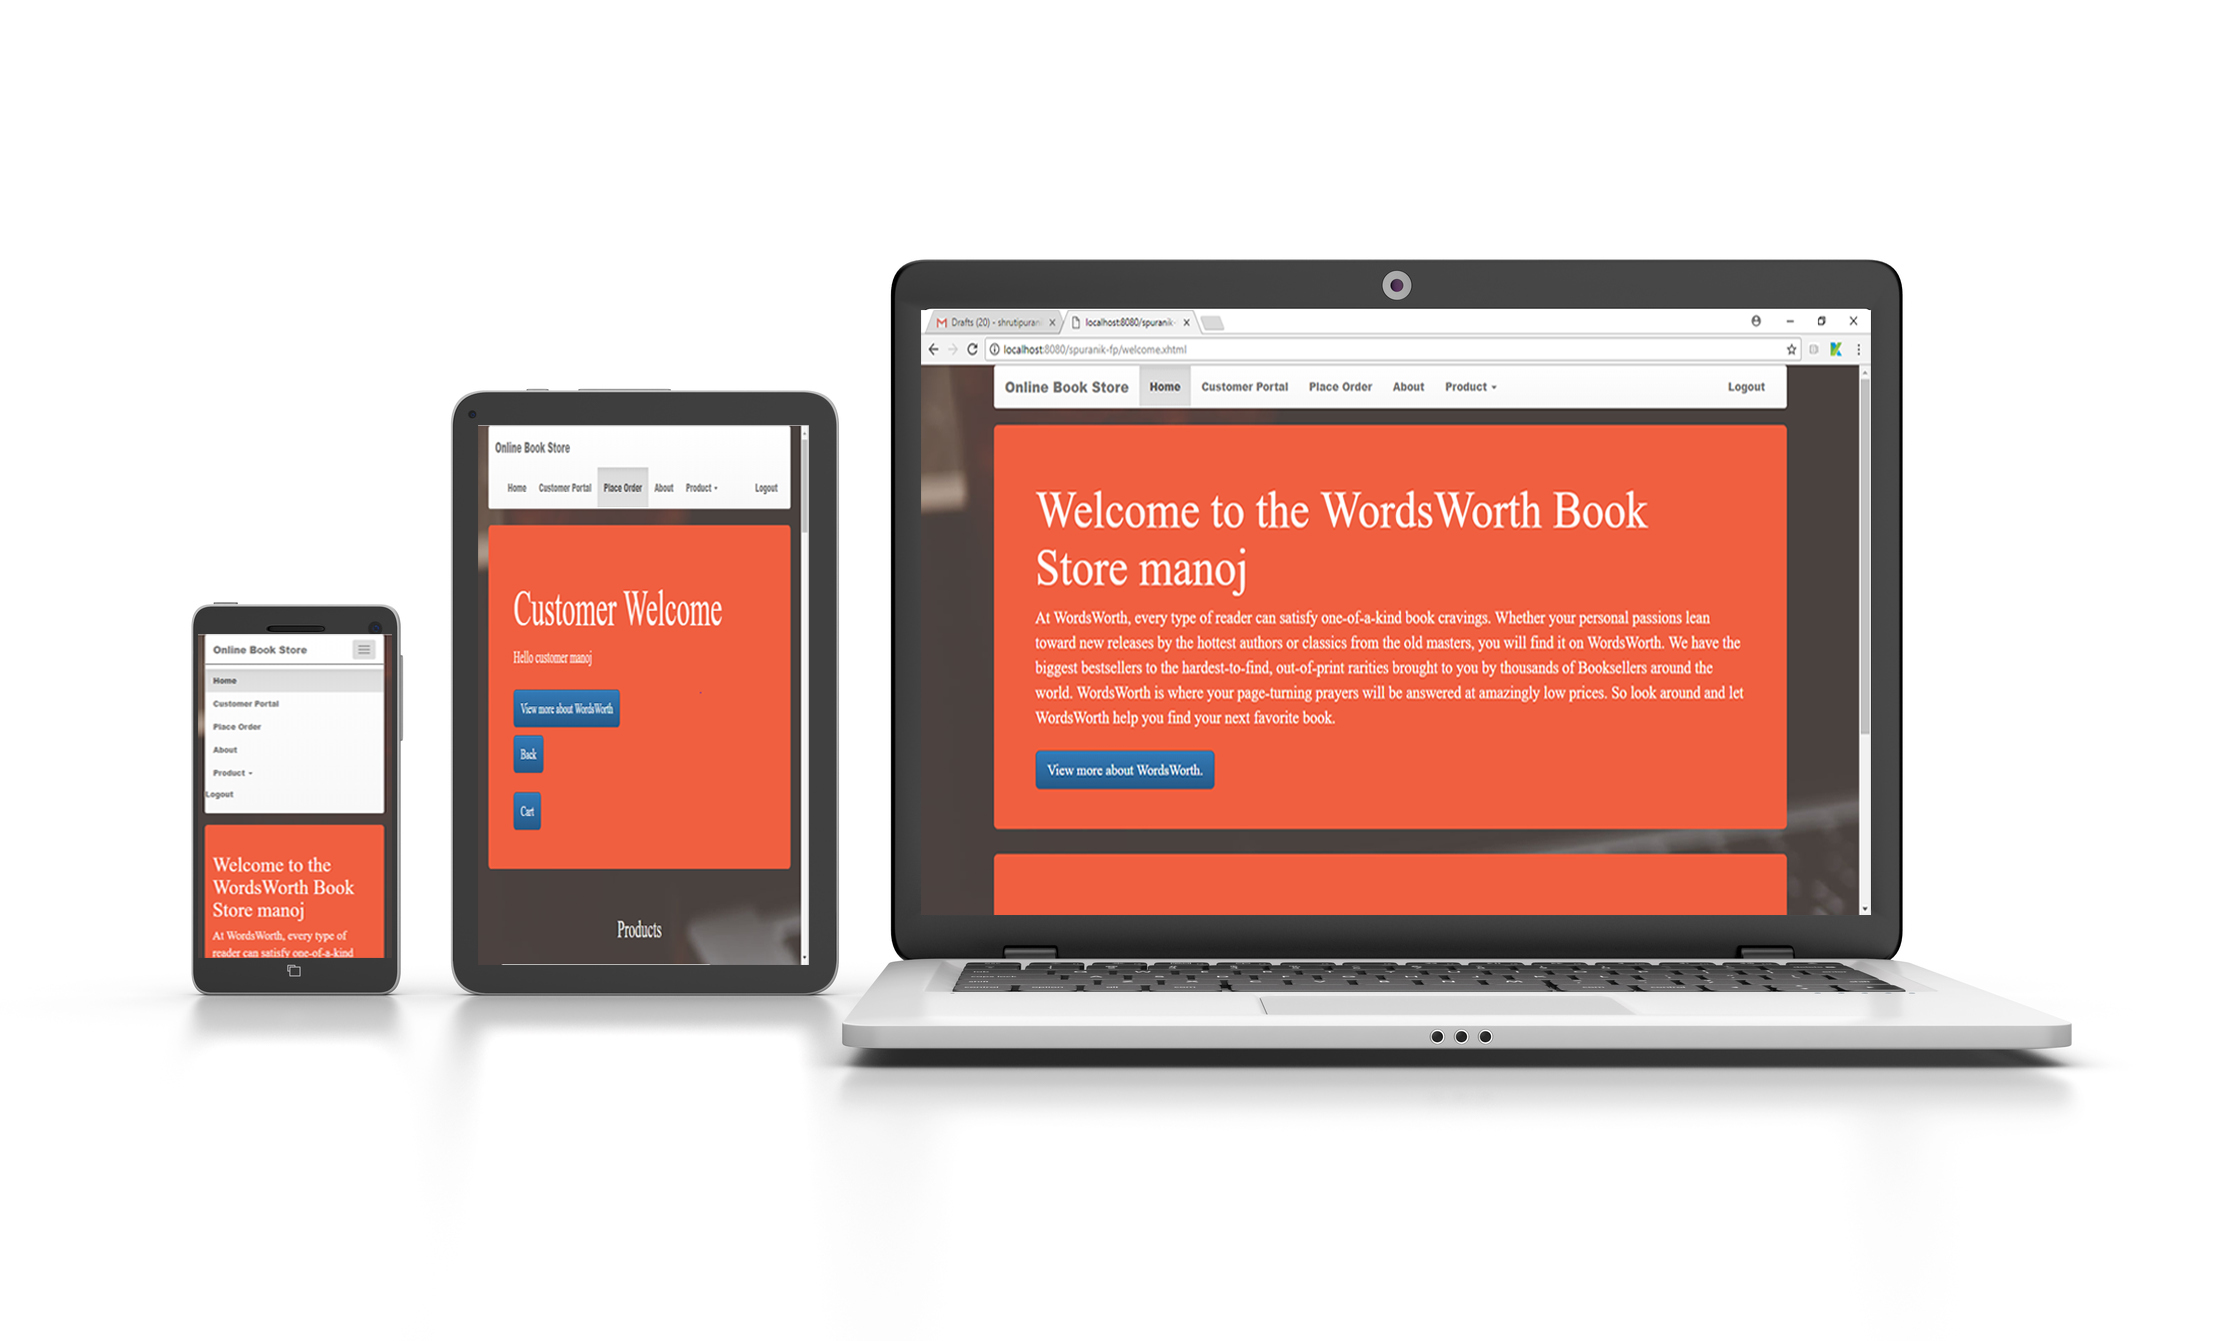 Online Book Store
Home
Customer Portal
Place Order
About
Product
Logout
Welcome to the
WordsWorth Book
Store manoj
At WordsWorth, every type of
reader can satisfy one-of-a-kind
Online Book Store
Home Customer Portal Place Order About Product Logout
Customer Welcome
Hello customer manoj
View more about WordsWorth
Back
Cart
Products
Drafts (20) - shrutipuran localhost:8080/spuranik-
localhost:8080/spuranik-fp/welcome.xhtml
Online Book Store Home Customer Portal Place Order About Product Logout
Welcome to the WordsWorth Book
Store manoj
At WordsWorth, every type of reader can satisfy one-of-a-kind book cravings. Whether your personal passions lean
toward new releases by the hottest authors or classics from the old masters, you will find it on WordsWorth. We have the
biggest bestsellers to the hardest-to-find, out-of-print rarities brought to you by thousands of Booksellers around the
world. WordsWorth is where your page-turning prayers will be answered at amazingly low prices. So look around and let
WordsWorth help you find your next favorite book.
View more about WordsWorth.